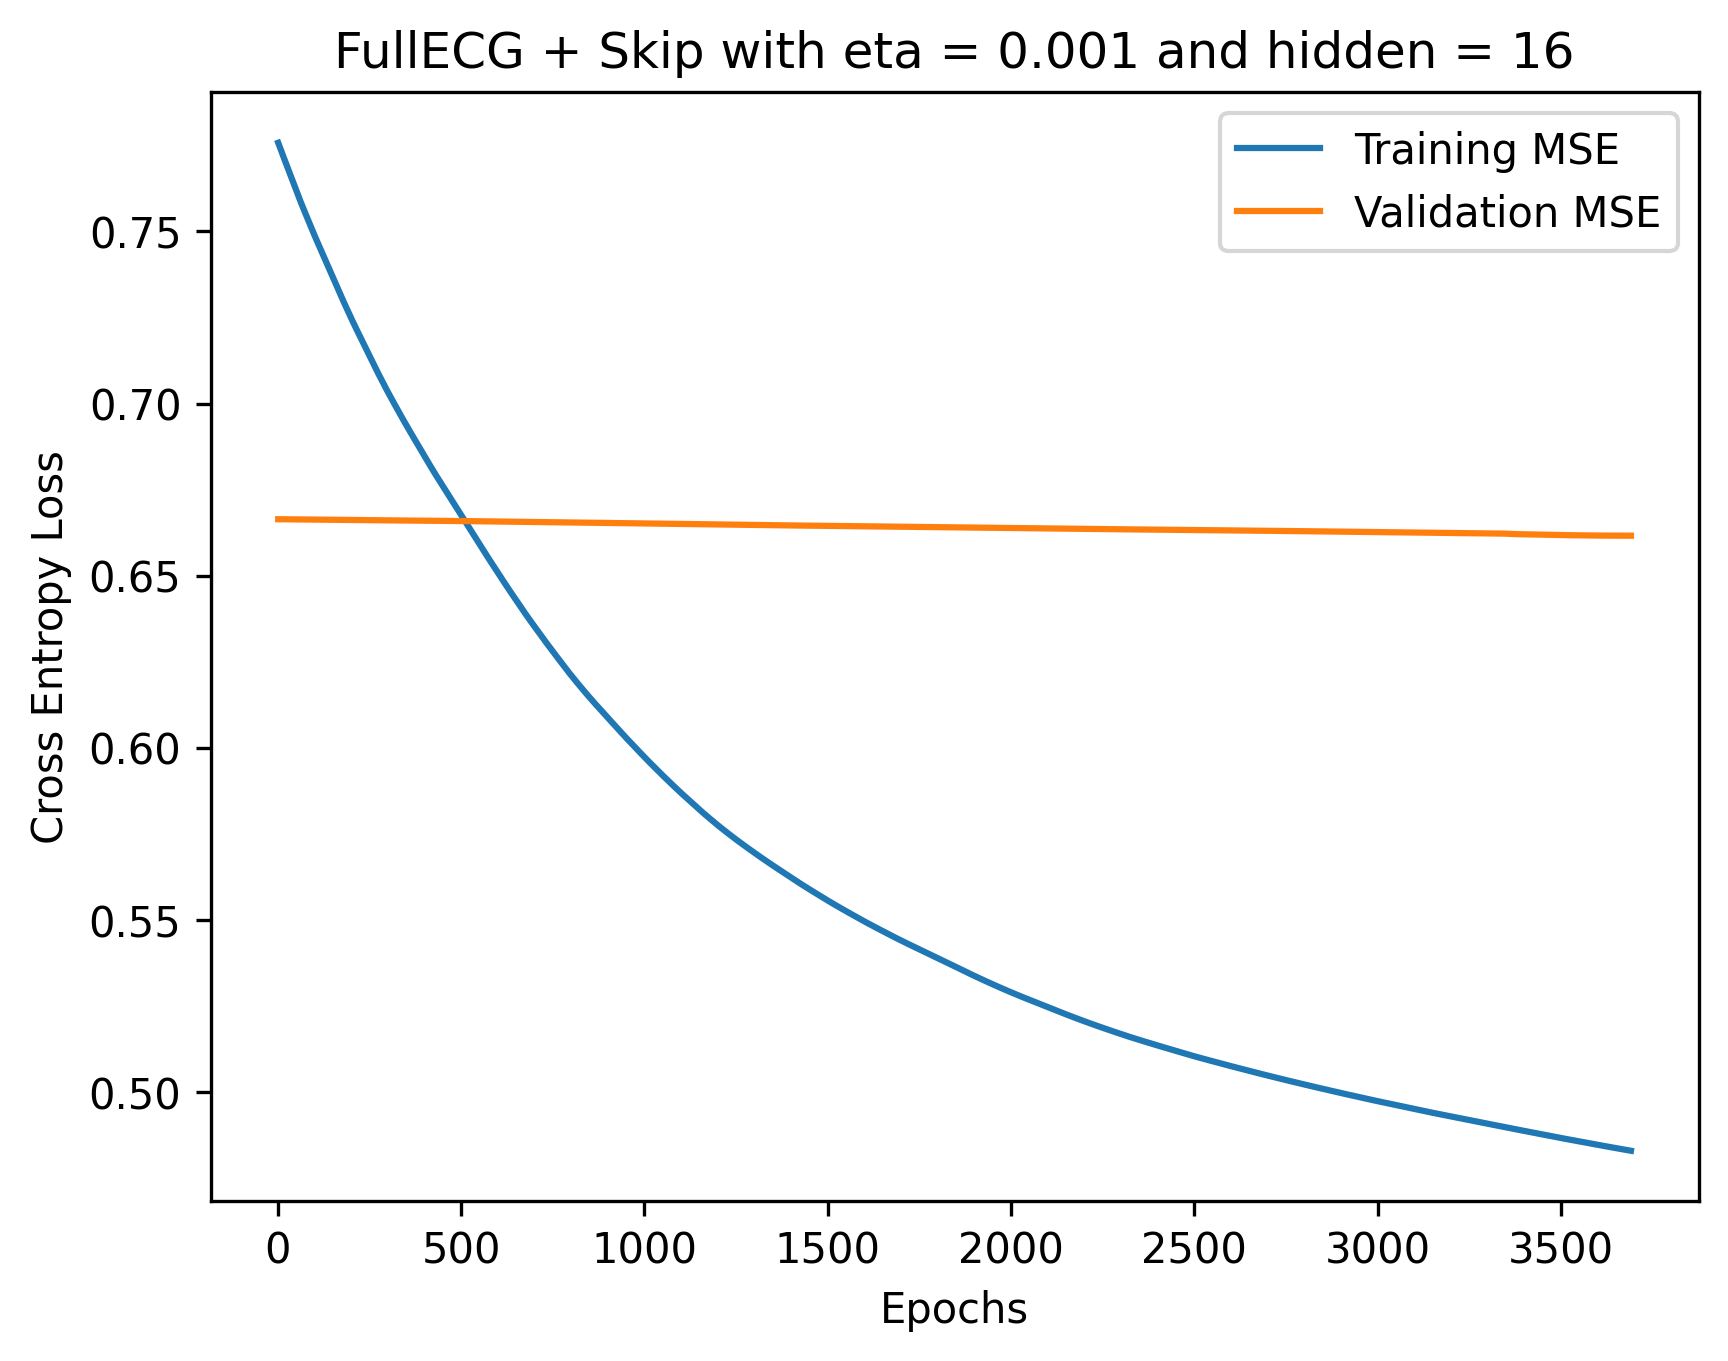 FullECG + Skip with eta = 0.001 and hidden = 16
Training MSE
Validation MSE
Cross Entropy Loss
0.75
0.70
0.65
0.60
0.55
0.50
0 500 1000 1500 2000 2500 3000 3500
Epochs